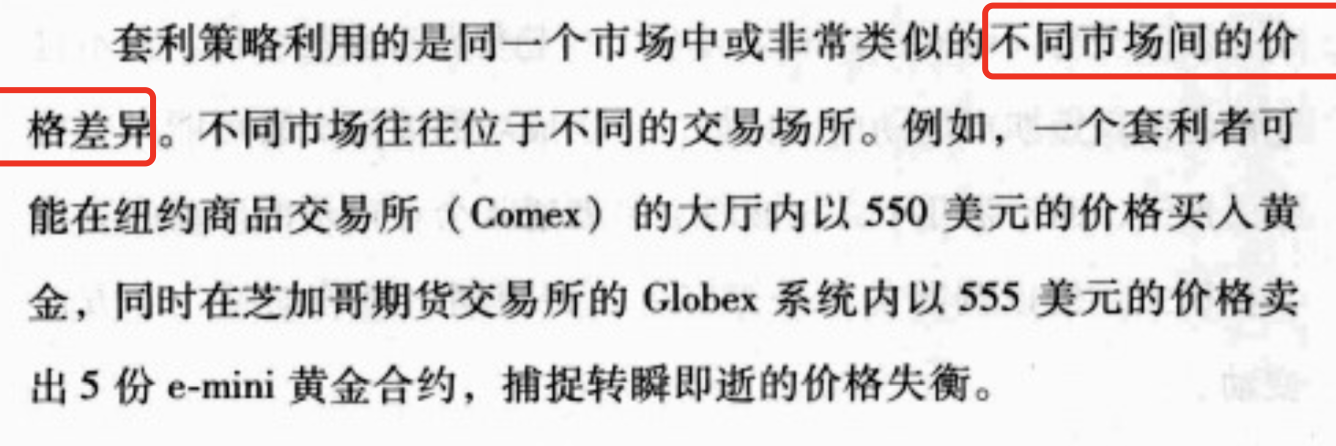 套利策略利用的是同一个市场中或非常类似的不同市场间的价
格差异。不同市场往往位于不同的交易场所。例如，一个套利者可
能在纽约商品交易所（Comex）的大厅内以 550 美元的价格买入黄
金，同时在芝加哥期货交易所的 Globex 系统内以 555 美元的价格卖
出 5 份 e-mini 黄金合约，捕捉转瞬即逝的价格失衡。